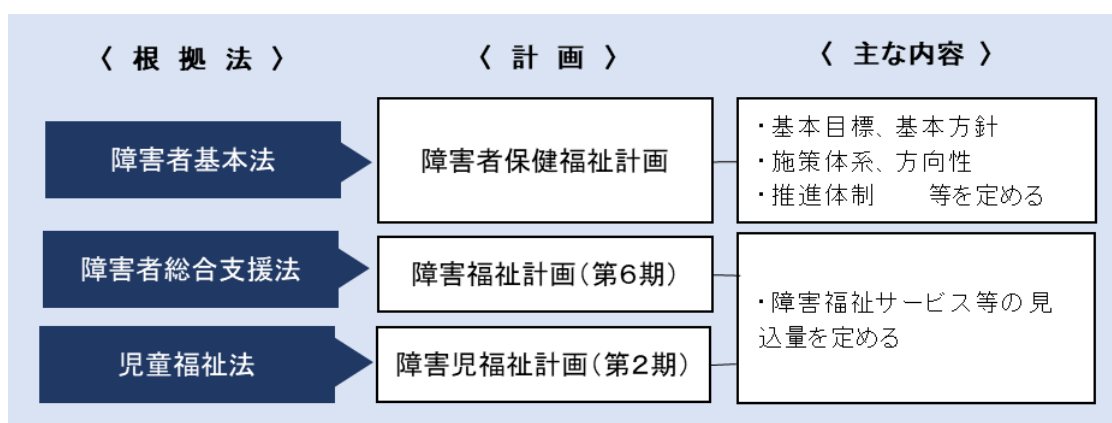 〈 根 拠 法 〉
〈 計 画 〉
〈 主な内容 〉
障害者基本法
障害者保健福祉計画
・基本目標、基本方針
・施策体系、方向性
・推進体制　　等を定める
障害者総合支援法
障害福祉計画(第6期)
・障害福祉サービス等の見
込量を定める
児童福祉法
障害児福祉計画(第2期)